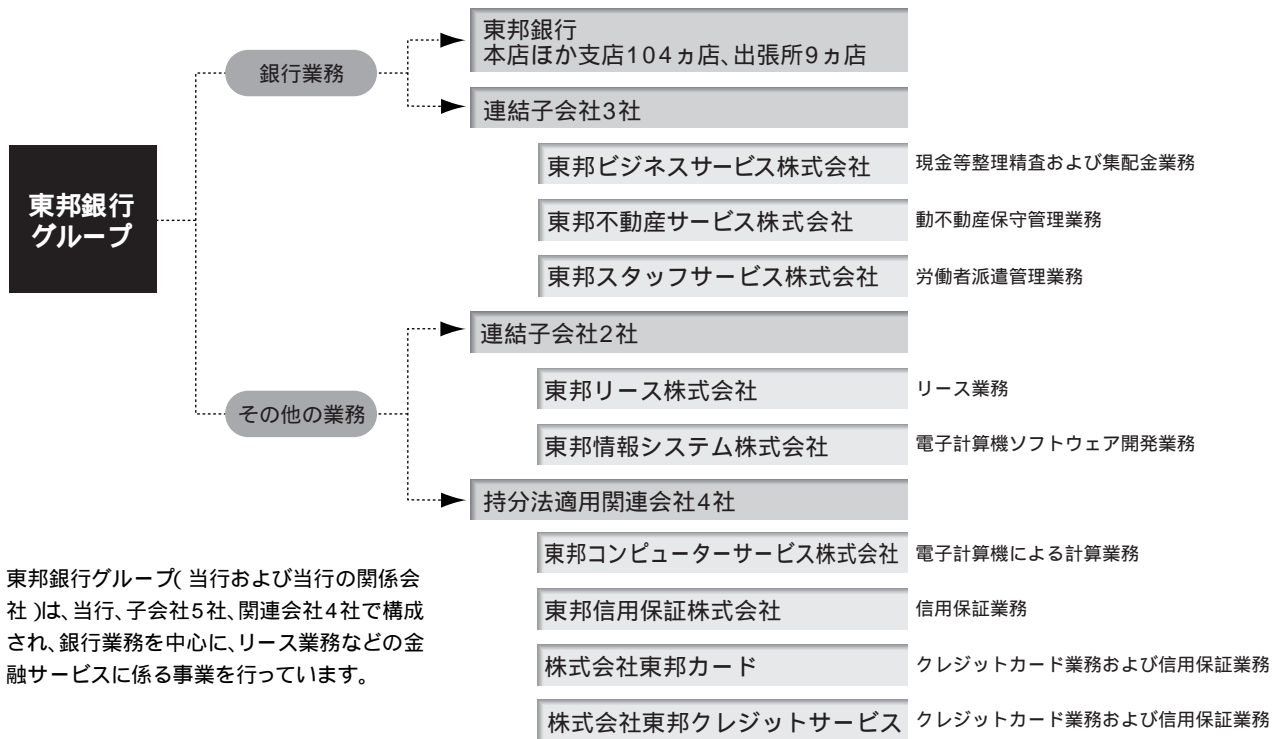 東邦銀行
グループ
銀行業務
東邦銀行
本店ほか支店104ヵ店、出張所9ヵ店
連結子会社3社
東邦ビジネスサービス株式会社
現金等整理精査および集配金業務
東邦不動産サービス株式会社
動不動産保守管理業務
東邦スタッフサービス株式会社
労働者派遣管理業務
その他の業務
連結子会社2社
東邦リース株式会社
リース業務
東邦情報システム株式会社
電子計算機ソフトウェア開発業務
持分法適用関連会社4社
東邦コンピューターサービス株式会社
電子計算機による計算業務
東邦信用保証株式会社
信用保証業務
株式会社東邦カード
クレジットカード業務および信用保証業務
株式会社東邦クレジットサービス
クレジットカード業務および信用保証業務
東邦銀行グループ(当行および当行の関係会
社)は、当行、子会社5社、関連会社4社で構成
され、銀行業務を中心に、リース業務などの金
融サービスに係る事業を行っています。